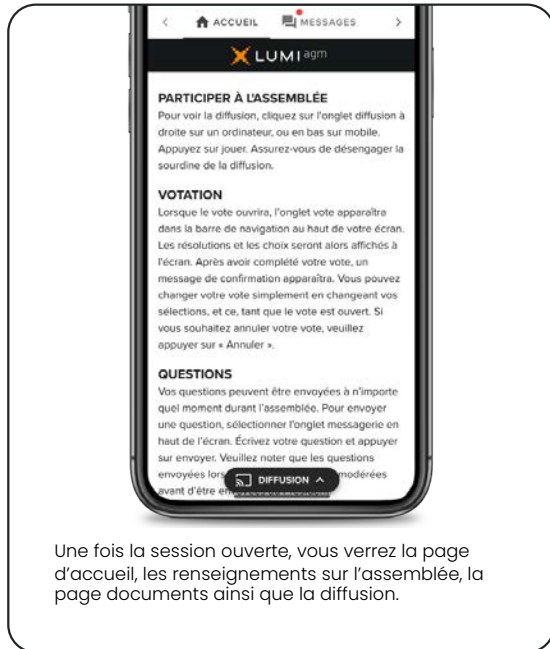 ACCUEIL MESSAGES
LUMI agm
PARTICIPER À L'ASSEMBLÉE
Pour voir la diffusion, cliquez sur l'onglet diffusion à
droite sur un ordinateur, ou en bas sur mobile.
Appuyez sur jouer. Assurez-vous de désengager la
sourdine de la diffusion.
VOTATION
Lorsque le vote ouvrira, l'onglet vote apparaîtra
dans la barre de navigation au haut de votre écran.
Les résolutions et les choix seront alors affichés à
l'écran. Après avoir complété votre vote, un
message de confirmation apparaîtra. Vous pouvez
changer votre vote simplement en changeant vos
sélections, et ce, tant que le vote est ouvert. Si
vous souhaitez annuler votre vote, veuillez
appuyer sur « Annuler ».
QUESTIONS
Vos questions peuvent être envoyées à n'importe
quel moment durant l'assemblée. Pour envoyer
une question, sélectionner l'onglet messagerie en
haut de l'écran. Écrivez votre question et appuyer
sur envoyer. Veuillez noter que les questions
envoyées lors modérées
DIFFUSION
avant d'être
Une fois la session ouverte, vous verrez la page
d'accueil, les renseignements sur l'assemblée, la
page documents ainsi que la diffusion.